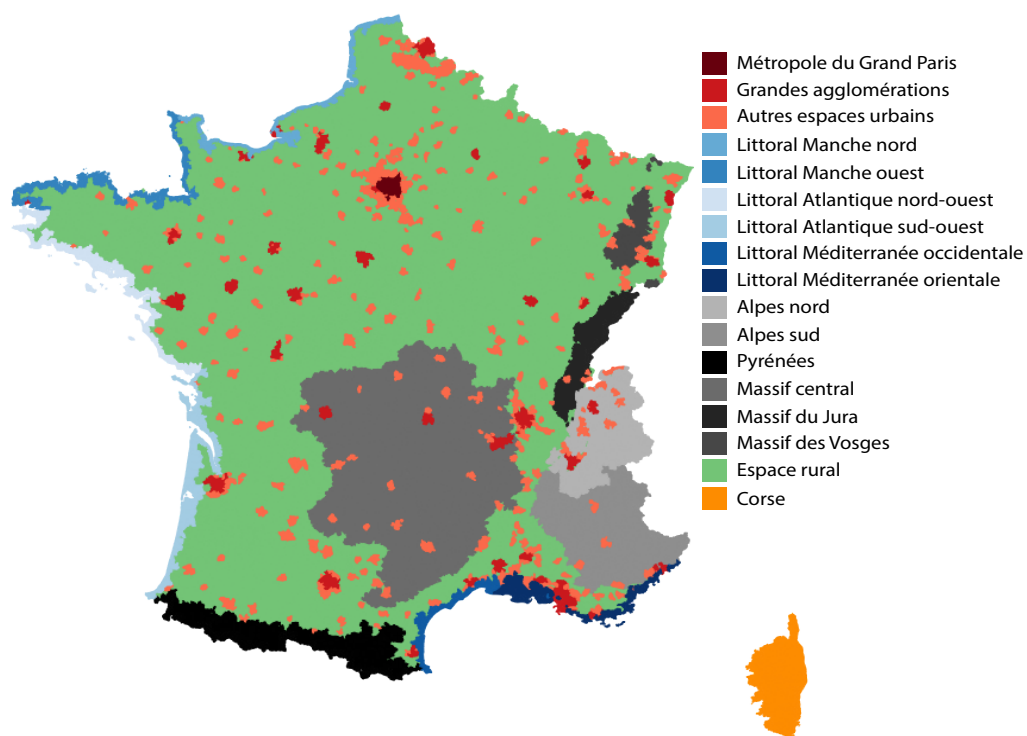 Métropole du Grand Paris
Grandes agglomérations
Autres espaces urbains
Littoral Manche nord
Littoral Manche ouest
Littoral Atlantique nord-ouest
Littoral Atlantique sud-ouest
Littoral Méditerranée occidentale
Littoral Méditerranée orientale
Alpes nord
Alpes sud
Pyrénées
Massif central
Massif du Jura
Massif des Vosges
Espace rural
Corse